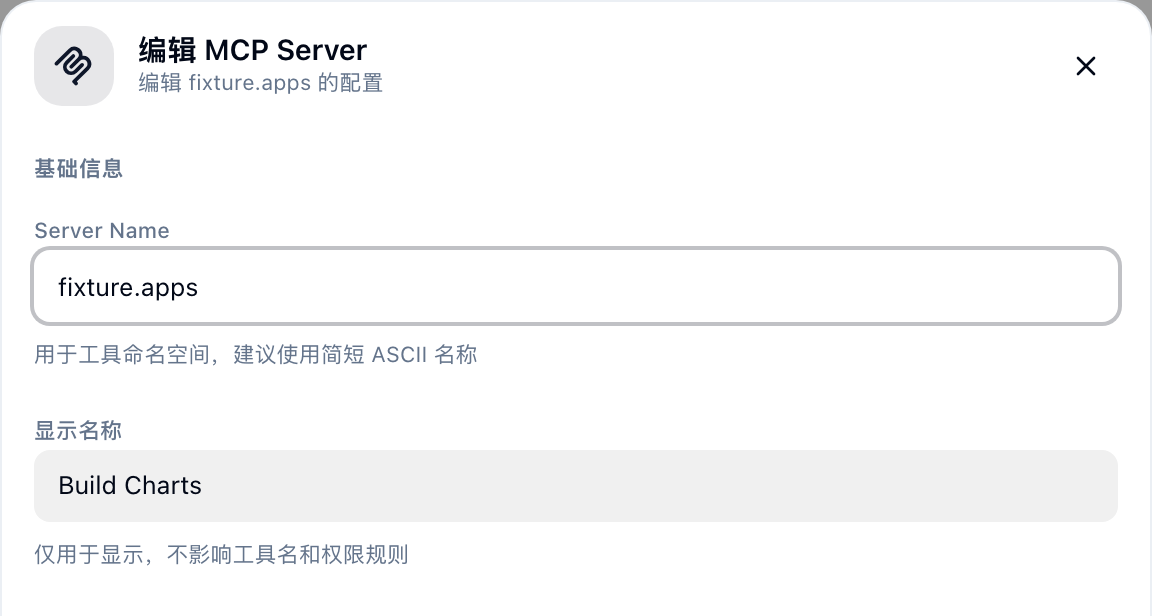 编辑 MCP Server
编辑 fixture.apps 的配置
基础信息
Server Name
fixture.apps
用于工具命名空间，建议使用简短 ASCII 名称
显示名称
Build Charts
仅用于显示，不影响工具名和权限规则